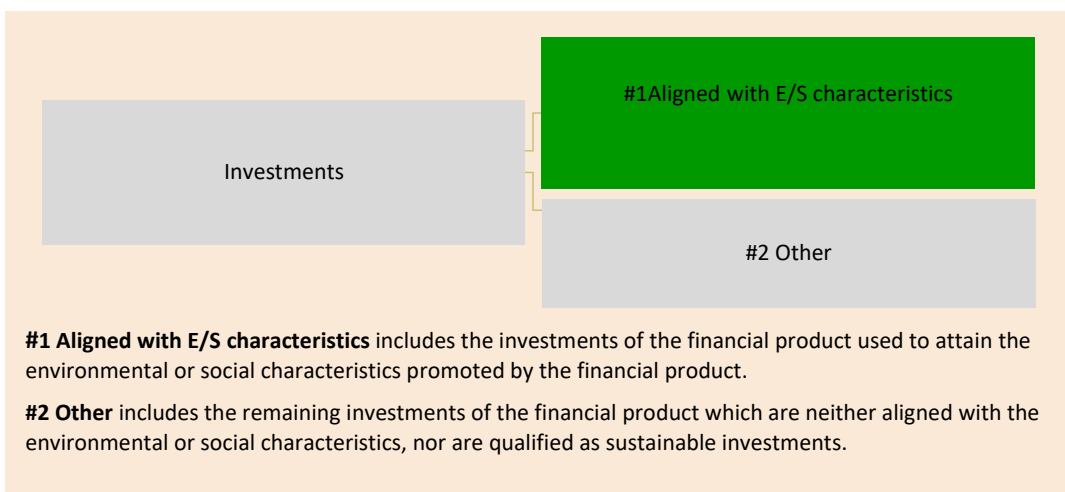 #1Aligned with E/S characteristics
Investments
#2 Other
#1 Aligned with E/S characteristics includes the investments of the financial product used to attain the
environmental or social characteristics promoted by the financial product.
#2 Other includes the remaining investments of the financial product which are neither aligned with the
environmental or social characteristics, nor are qualified as sustainable investments.